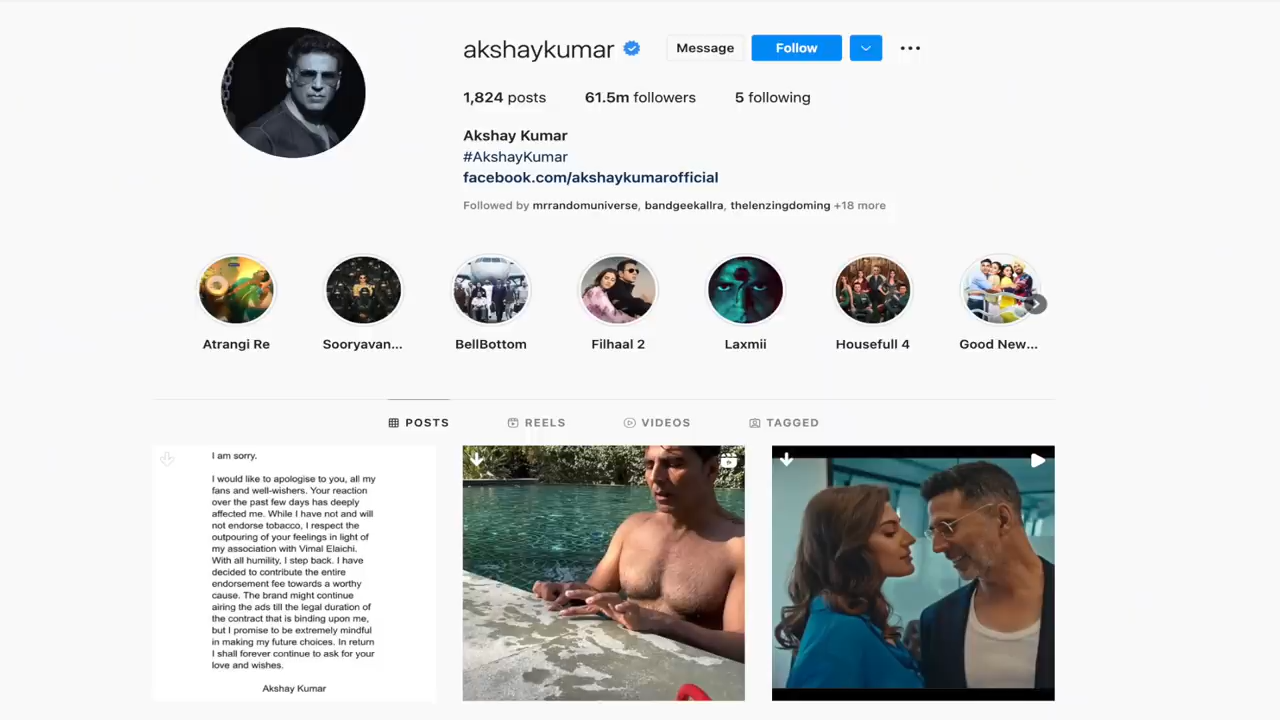 akshaykumar
Message
Follow
1,824 posts
61.5m followers
5 following
Akshay Kumar
#AkshayKumar
facebook.com/akshaykumarofficial
Followed by mrrandomuniverse, bandgeekallra, thelenzingdoming +18 more
Atrangi Re
Sooryavan...
BellBottom
Filhaal 2
Laxmii
Housefull 4
Good New...
POSTS
REELS
VIDEOS
TAGGED
I am sorry.
I would like to apologise to you, all my
fans and well-wishers. Your reaction
over the past few days has deeply
affected me. While I have not and will
not endorse tobacco, I respect the
outpouring of your feelings in light of
my association with Vimal Elaichi.
With all humility, I step back. I have
decided to contribute the entire
endorsement fee towards a worthy
cause. The brand might continue
airing the ads till the legal duration of
the contract that is binding upon me,
but I promise to be extremely mindful
in making my future choices. In return
I shall forever continue to ask for your
love and wishes.
Akshay Kumar